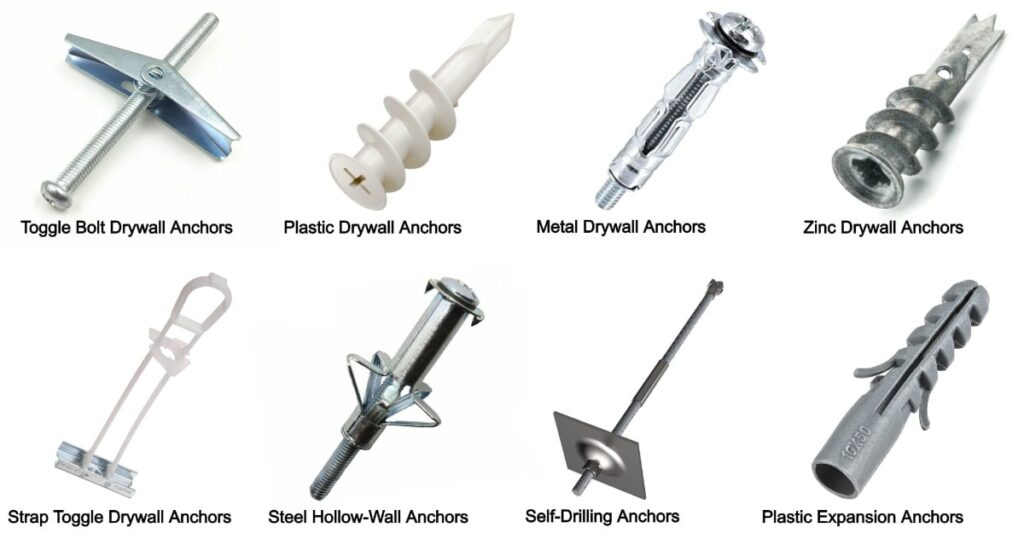 Toggle Bolt Drywall Anchors
Plastic Drywall Anchors
Metal Drywall Anchors
Zinc Drywall Anchors
Strap Toggle Drywall Anchors
Steel Hollow-Wall Anchors
Self-Drilling Anchors
Plastic Expansion Anchors
10X50